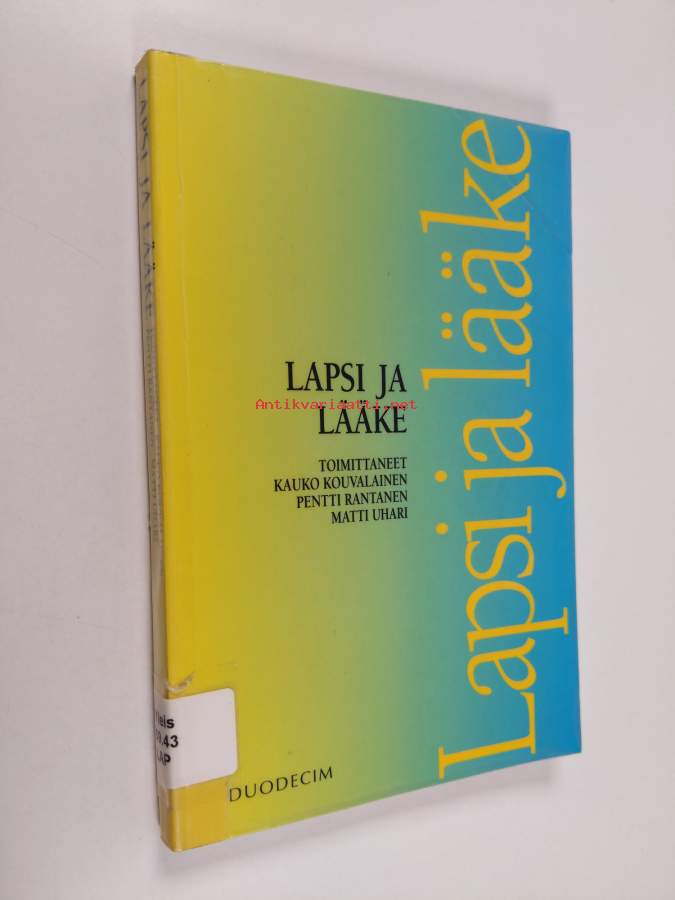 LAPSI JA LÄÄKE
LAPSI JA
Antikvariaatti.net
LÄÄKE
TOIMITTANEET
KAUKO KOUVALAINEN
PENTTI RANTANEN
MATTI UHARI
Lapsi ja lääke
DUODECIM
LAP